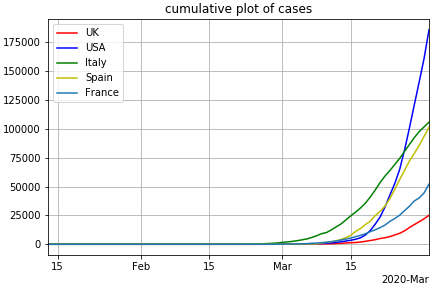 cumulative plot of cases
UK
USA
Italy
Spain
France
175000
150000
125000
100000
75000
50000
25000
0
15 Feb 15 Mar 15
2020-Mar